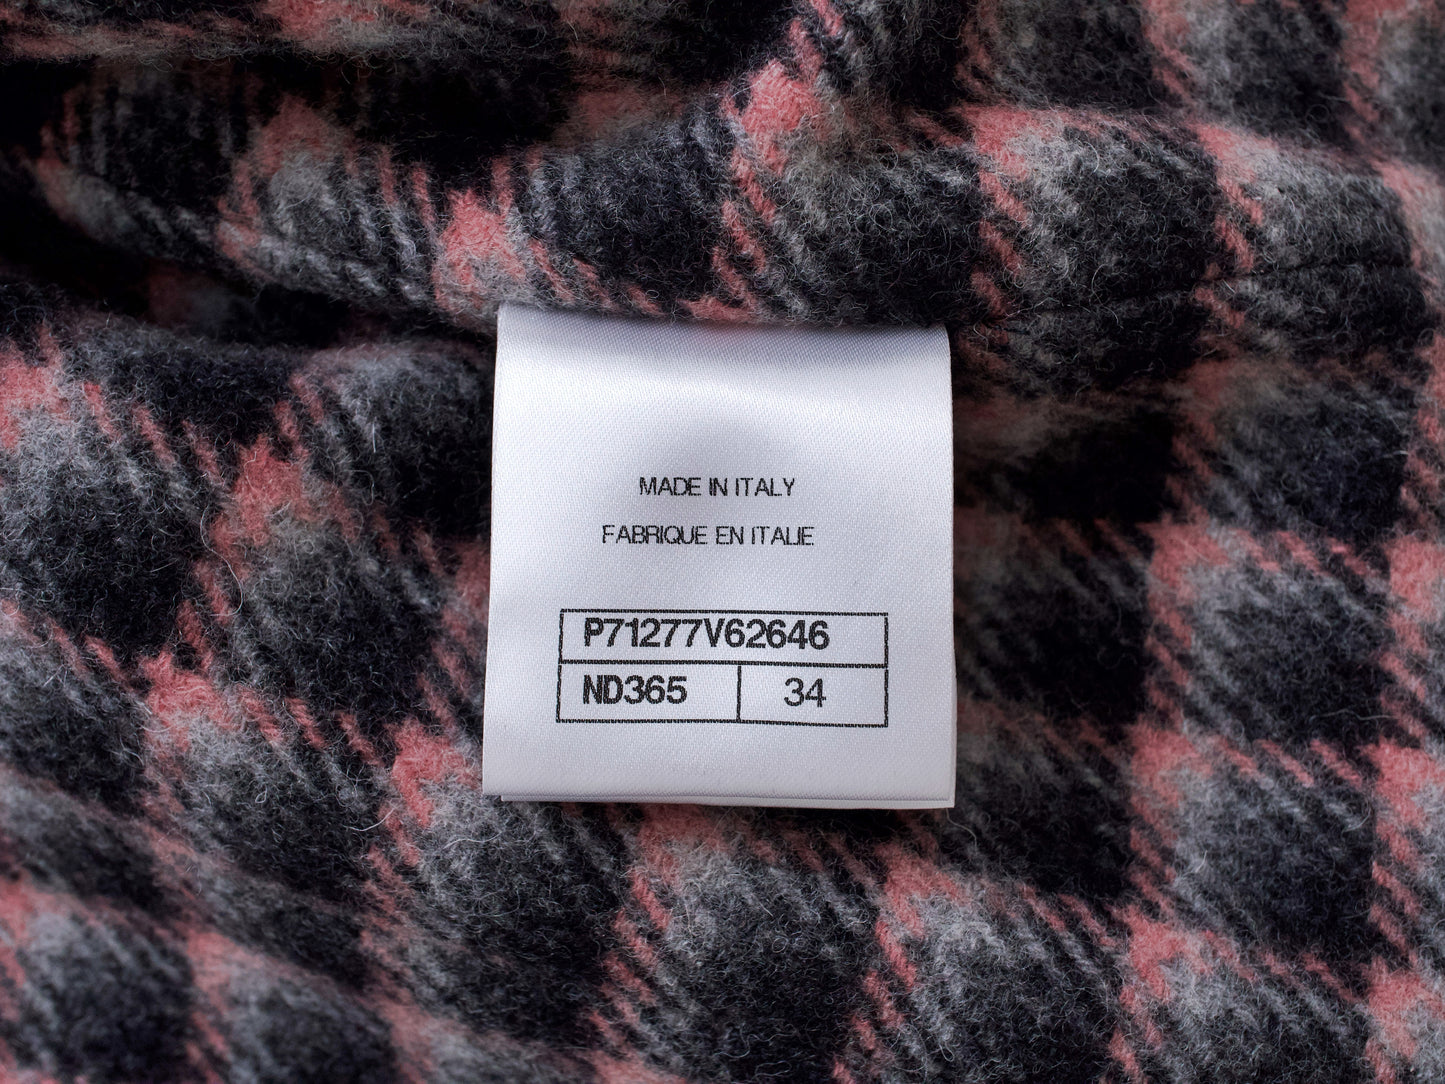 MADE IN ITALY
FABRIQUE EN ITALIE
P71277V62646
ND365 34